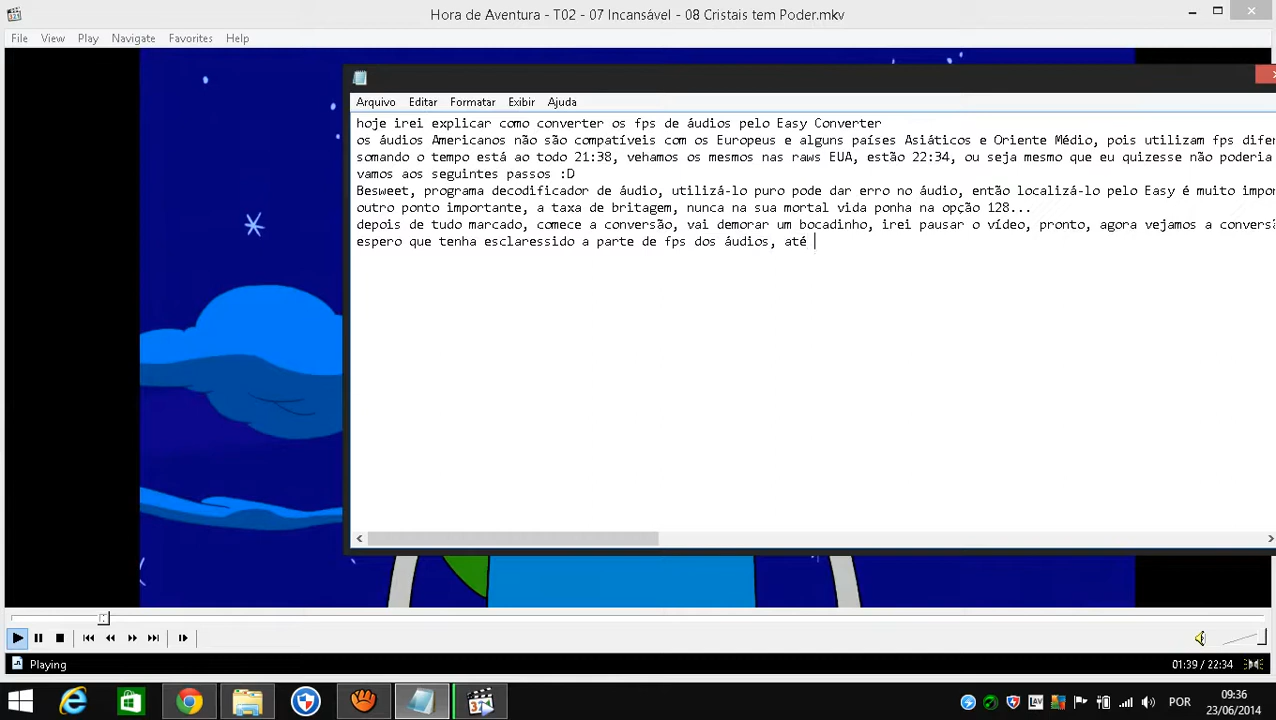 Hora de Aventura - T02 - 07 Incansável - 08 Cristais tem Poder.mkv
File View Play Navigate Favorites Help
Arquivo Editar Formatar Exibir Ajuda
hoje irei explicar como converter os fps de áudios pelo Easy Converter
os áudios Americanos não são compatíveis com os Europeus e alguns países Asiáticos e Oriente Médio, pois utilizam fps difer
somando o tempo está ao todo 21:38, vehamos os mesmos nas raws EUA, estão 22:34, ou seja mesmo que eu quizesse não poderia
vamos aos seguintes passos :D
Besweet, programa decodificador de áudio, utilizá-lo puro pode dar erro no áudio, então localizá-lo pelo Easy é muito impor
outro ponto importante, a taxa de britagem, nunca na sua mortal vida ponha na opção 128...
depois de tudo marcado, comece a conversão, vai demorar um bocadinho, irei pausar o vídeo, pronto, agora vejamos a conversã
espero que tenha esclaressido a parte de fps dos áudios, até
Playing
01:39 / 22:34
POR
09:36
23/06/2014